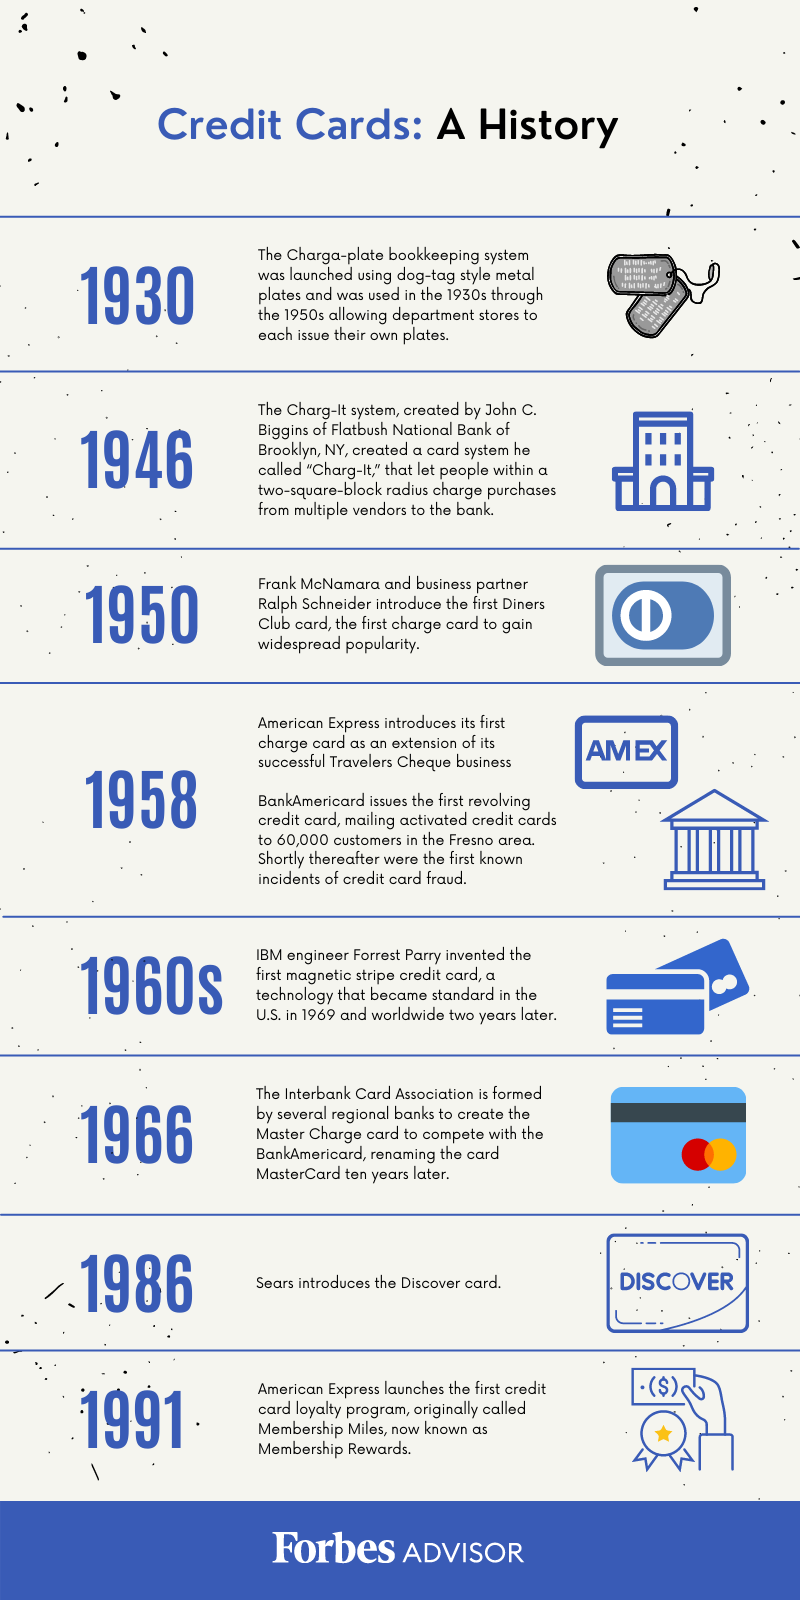 Credit Cards: A History
1930
The Charga-plate bookkeeping system
was launched using dog-tag style metal
plates and was used in the 1930s through
the 1950s allowing department stores to
each issue their own plates.
1946
The Charg-It system, created by John C.
Biggins of Flatbush National Bank of
Brooklyn, NY, created a card system he
called “Charg-It,” that let people within a
two-square-block radius charge purchases
from multiple vendors to the bank.
1950
Frank McNamara and business partner
Ralph Schneider introduce the first Diners
Club card, the first charge card to gain
widespread popularity.
1958
American Express introduces its first
charge card as an extension of its
successful Travelers Cheque business
AMEX
BankAmericard issues the first revolving
credit card, mailing activated credit cards
to 60,000 customers in the Fresno area.
Shortly thereafter were the first known
incidents of credit card fraud.
1960s
IBM engineer Forrest Parry invented the
first magnetic stripe credit card, a
technology that became standard in the
U.S. in 1969 and worldwide two years later.
1966
The Interbank Card Association is formed
by several regional banks to create the
Master Charge card to compete with the
BankAmericard, renaming the card
MasterCard ten years later.
1986
Sears introduces the Discover card.
DISCOVER
1991
American Express launches the first credit
card loyalty program, originally called
Membership Miles, now known as
Membership Rewards.
($)
Forbes ADVISOR